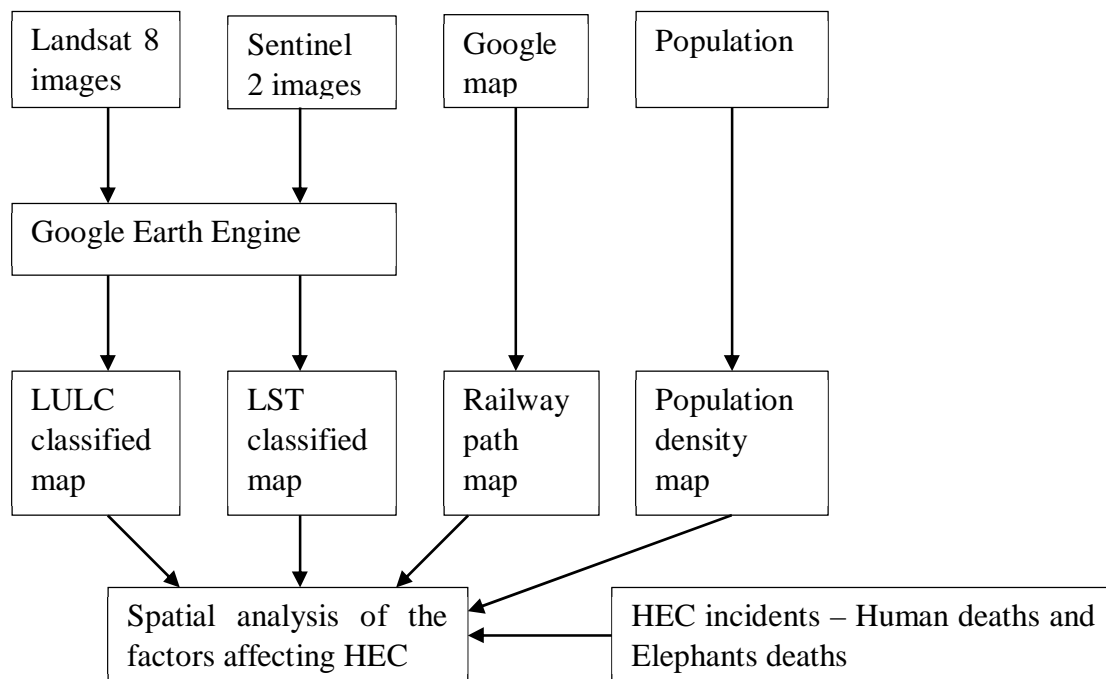 Landsat 8
images
Sentinel
2 images
Google
map
Population
Google Earth Engine
LULC
classified
map
LST
classified
map
Railway
path
map
Population
density
map
Spatial analysis of the
factors affecting HEC
HEC incidents – Human deaths and
Elephants deaths